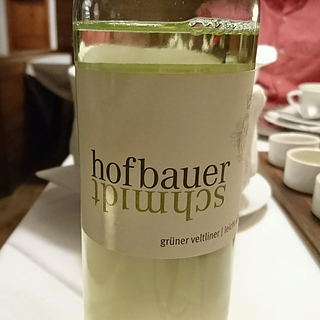 hofbauer
schmidt
grüner veltliner |